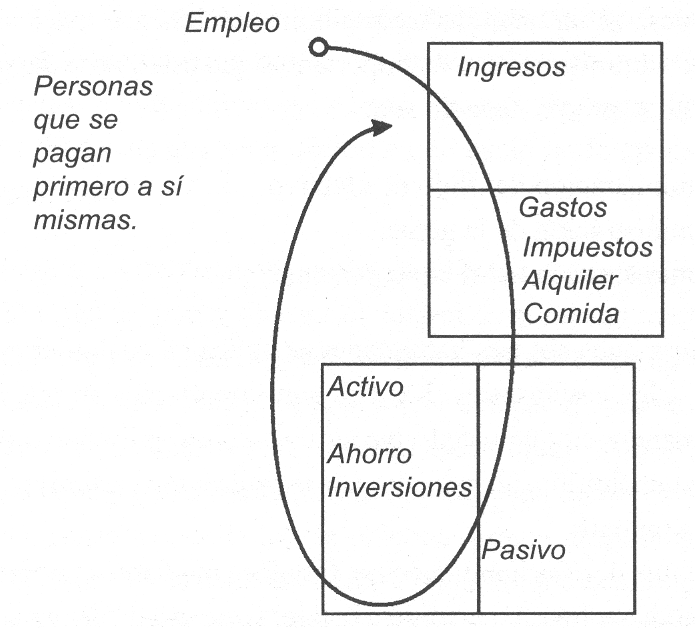 Empleo
Personas
que se
pagan
primero a sí
mismas.
Ingresos
Gastos
Impuestos
Alquiler
Comida
Activo
Ahorro
Inversiones
Pasivo